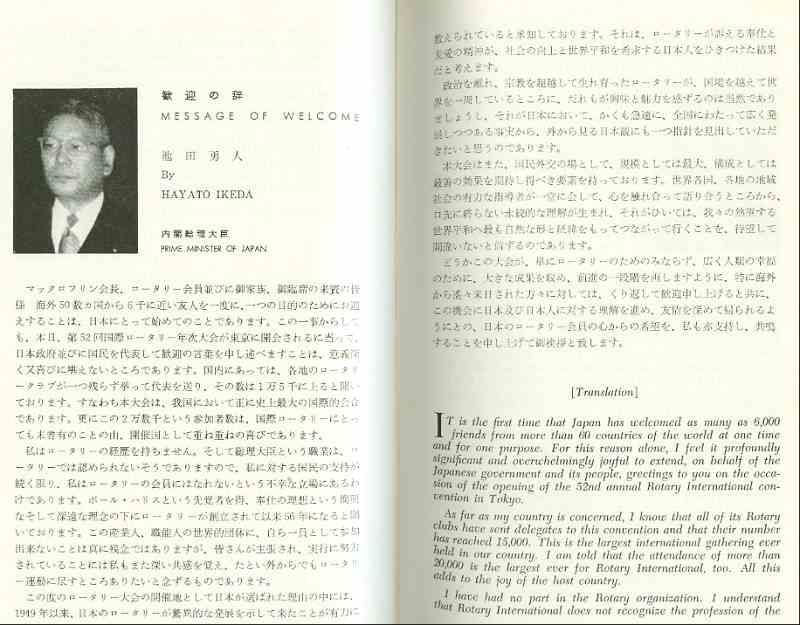 歓迎の辞
MESSAGE OF WELCOME
池田勇人
By
HAYATO IKEDA
内閣総理大臣
PRIME MINISTER OF JAPAN
マックロフリン会長、ロータリー会員並びに御家族、御臨席の来賓の皆
様 海外50数カ国から6千に近い友人を一度に、一つの目的のためにお迎
えすることは、日本にとって始めてのことであります。この一事からして
も、本日、第52回国際ロータリー年次大会が東京に開会されるに当って、
日本政府並びに国民を代表して歓迎の言葉を申し述べますことは、意義深
く又喜びに堪えないところであります。国内にあっては、各地のロータリ
ークラブが一つ残らず挙って代表を送り、その数は1万5千に上ると聞い
ております。すなわち本大会は、我国において正に史上最大の国際的会合
であります。更にこの2万数千という参加者数は、国際ロータリーにとっ
ても未曽有のことの由、開催国として重ね重ねの喜びであります。
私はロータリーの経歴を持ちません。そして総理大臣という職業は、ロ
ータリーでは認められないそうでありますので、私に対する国民の支持が
続く限り、私はロータリーの会員にはなれないという不幸な立場にあるわ
けであります。ポール・ハリスという先覚者を得、奉仕の理想という簡明
なそして深遠な理念の下にロータリーが創立されて以来56年になると聞
いております。この産業人、職能人の世界的団体に、自ら一員として参加
出来ないことは真に残念ではありますが、皆さんが主張され、実行に努力
されていることには私もまた深い共感を覚え、たとい外からでもロータリ
ー運動に尽すところありたいと念ずるものであります。
この度のロータリー大会の開催地として日本が選ばれた理由の中には、
1949年以来、日本のロータリーが驚異的な発展を示して来たことが有力に
数えられていると承知しております。それは、ロータリーが訴える奉仕と
友愛の精神が、社会の向上と世界平和を希求する日本人をひきつけた結果
だと考えます。
政治を離れ、宗教を超越して生れ育ったロータリーが、国境を越えて世
界を一周しているところに、だれもが興味と魅力を感ずるのは当然であり
ましょうし、それが日本において、かくも急速に、全国にわたって広く発
展しつつある事実から、外から見る日本観にも一つ指針を見出していただ
きたいと思うのであります。
本大会はまた、国民外交の場として、規模としては最大、構成としては
最善の効果を期待し得べき要素を持っております。世界各国、各地の地域
社会の有力な指導者が一堂に会して、心を触れ合って語り合うところから、
口先に終らない永続的な理解が生まれ、それがひいては、我々の熱望する
世界平和へ最も自然な形と経緯をもってつながって行くことを、待望して
間違いないと信ずるのであります。
どうかこの大会が、単にロータリーのためのみならず、広く人類の幸福
のために、大きな成果を収め、前進の一段階を画しますように、特に海外
から遙々来日された方々に対しては、くり返して歓迎申し上げると共に、
この機会に日本及び日本人に対する理解を進め、友情を深めて帰られるよ
うにとの、日本のロータリー会員の心からの希望を、私も亦支持し、共鳴
することを申し上げて御挨拶と致します。
[Translation]
IT is the first time that Japan has welcomed as many as 6,000
friends from more than 60 countries of the world at one time
and for one purpose. For this reason alone, I feel it profoundly
significant and overwhelmingly joyful to extend, on behalf of the
Japanese government and its people, greetings to you on the occa-
sion of the opening of the 52nd annual Rotary International con-
vention in Tokyo.
As far as my country is concerned, I know that all of its Rotary
clubs have sent delegates to this convention and that their number
has reached 15,000. This is the largest international gathering ever
held in our country. I am told that the attendance of more than
20,000 is the largest ever for Rotary International, too. All this
adds to the joy of the host country.
I have had no part in the Rotary organization. I understand
that Rotary International does not recognize the profession of the